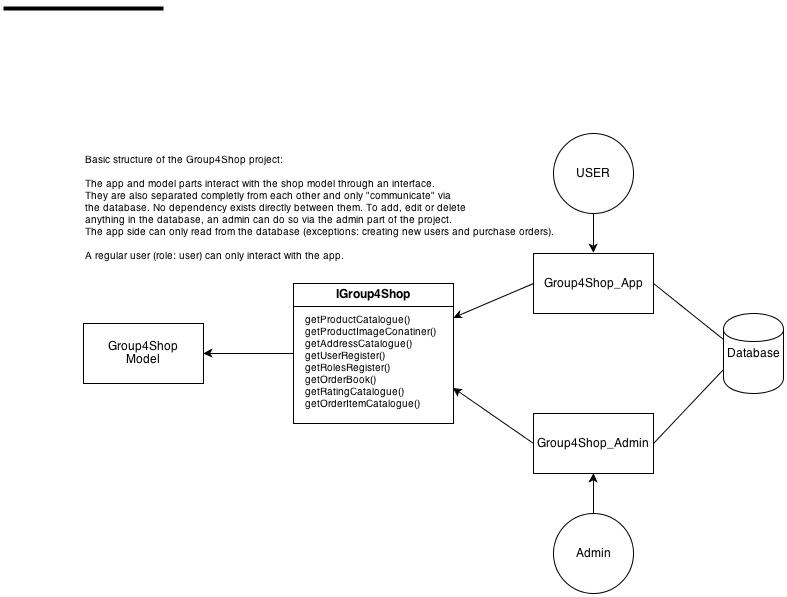 Basic structure of the Group4Shop project:
The app and model parts interact with the shop model through an interface.
They are also separated completly from each other and only "communicate" via
the database. No dependency exists directly between them. To add, edit or delete
anything in the database, an admin can do so via the admin part of the project.
The app side can only read from the database (exceptions: creating new users and purchase orders).
A regular user (role: user) can only interact with the app.
USER
Group4Shop_App
IGroup4Shop
getProductCatalogue()
getProductImageConatiner()
getAddressCatalogue()
getUserRegister()
getRolesRegister()
getOrderBook()
getRatingCatalogue()
getOrderItemCatalogue()
Group4Shop
Model
Database
Group4Shop_Admin
Admin